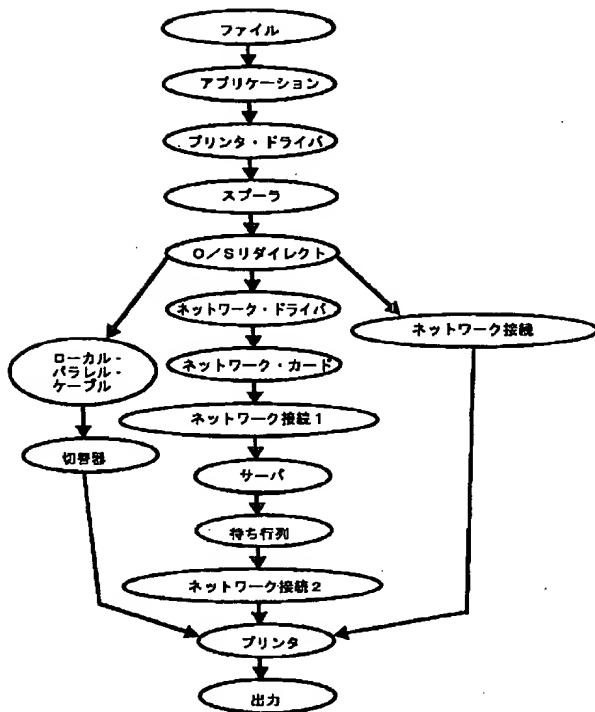 ファイル
アプリケーション
プリンタ・ドライバ
スプーラ
O/Sリダイレクト
ネットワーク・ドライバ
ネットワーク接続
ローカル-
パラレル・
ケーブル
ネットワーク・カード
ネットワーク接続1
切替器
サーバ
待ち行列
ネットワーク接続2
プリンタ
出力